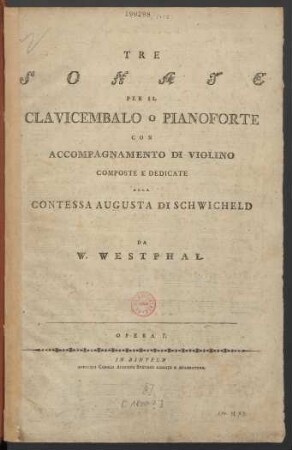 TRE
SONATE
PER IL
CLAVICEMBALO O PIANOFORTE
CON
ACCOMPAGNAMENTO DI VIOLINO
COMPOSTE E DEDICATE
ALLA
CONTESSA AUGUSTA DI SCHWICHELD
DA
W. WESTPHAL.
OPERA I.
IN RINTELN